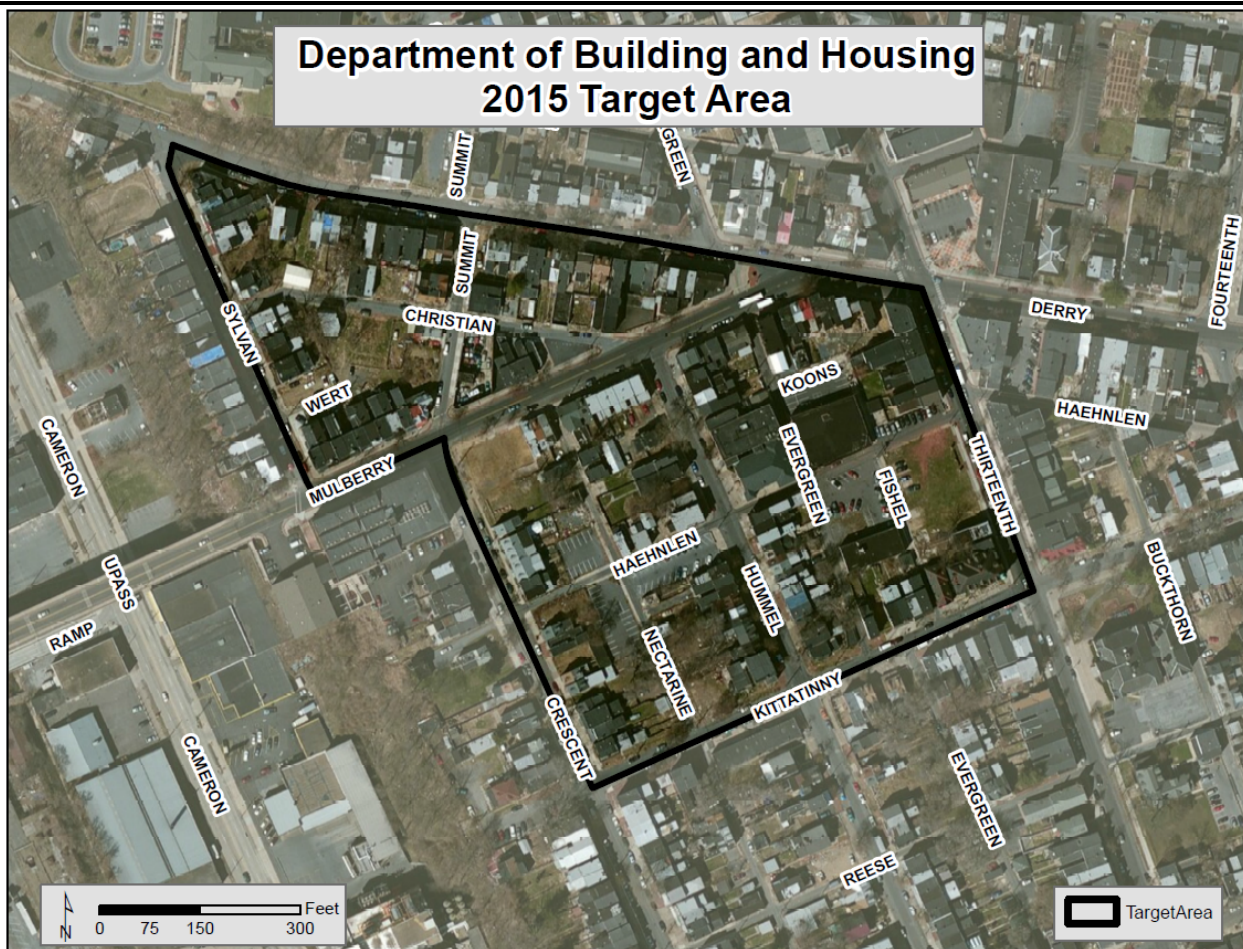 Department of Building and Housing
2015 Target Area
SUMMIT
GREEN
FOURTEENTH
SUMMIT
DERRY
SYLVAN
CHRISTIAN
KOONS
WERT
HAEHNLEN
CAMERON
MULBERRY
EVERGREEN
FISHEL
THIRTEENTH
HAEHNLEN
UPASS
HUMMEL
BUCKTHORN
RAMP
NECTARINE
KITTATINNY
CRESCENT
CAMERON
EVERGREEN
REESE
N
Feet
0 75 150 300
TargetArea